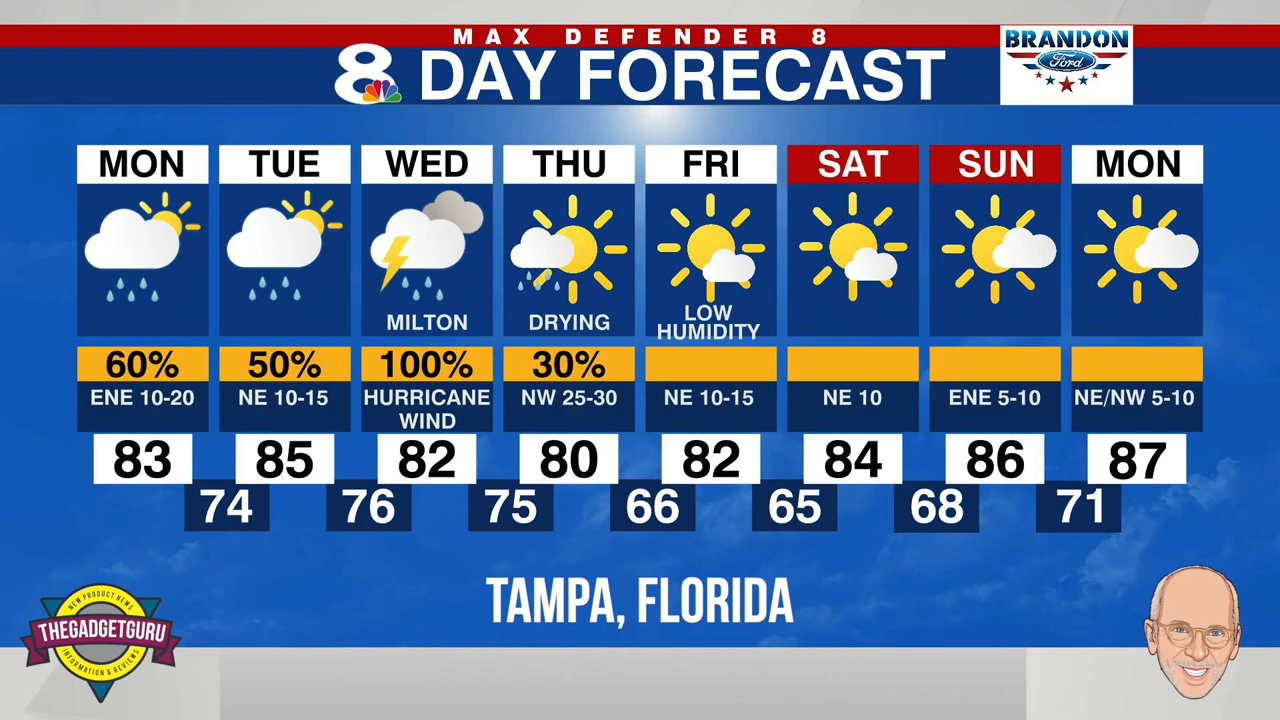 MAX DEFENDER 8
8 DAY FORECAST
BRANDON
Ford
MON TUE WED THU FRI SAT SUN MON
MILTON DRYING LOW HUMIDITY
60% 50% 100% 30%
ENE 10-20 NE 10-15 HURRICANE WIND NW 25-30 NE 10-15 NE 10 ENE 5-10 NE/NW 5-10
83 85 82 80 82 84 86 87
74 76 75 66 65 68 71
TAMPA, FLORIDA
NEW PRODUCT NEWS
THEGADGETGURU
INFORMATION & REVIEWS